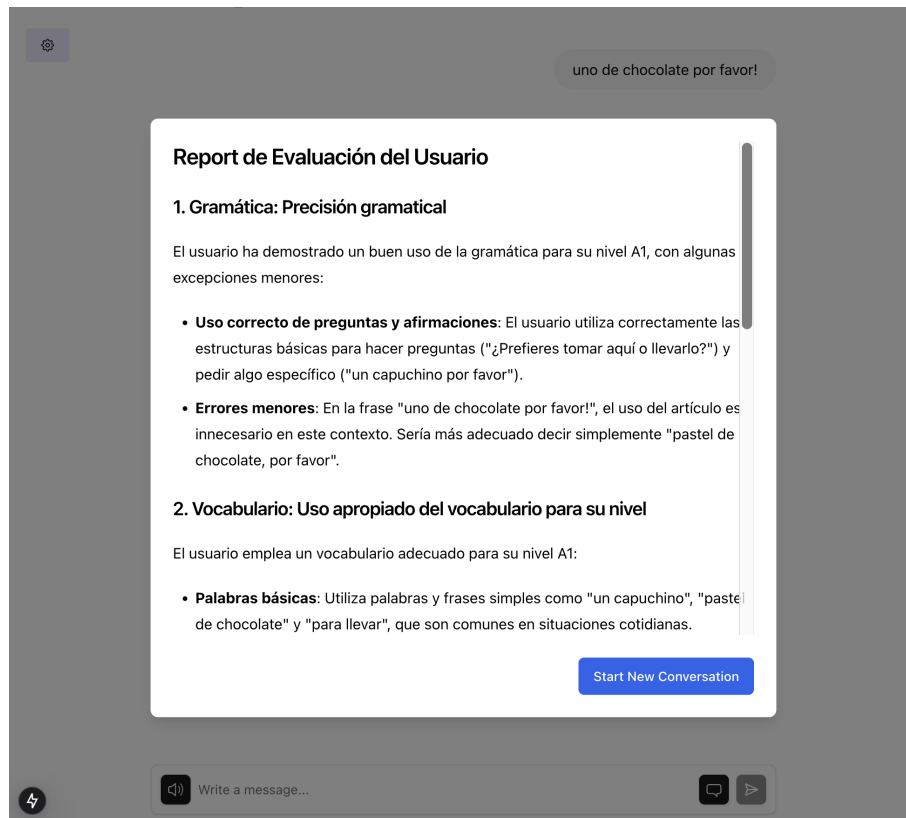 uno de chocolate por favor!
Report de Evaluación del Usuario
1. Gramática: Precisión gramatical
El usuario ha demostrado un buen uso de la gramática para su nivel A1, con algunas
excepciones menores:
• Uso correcto de preguntas y afirmaciones: El usuario utiliza correctamente las
estructuras básicas para hacer preguntas ("¿Prefieres tomar aquí o llevarlo?") y
pedir algo específico ("un capuchino por favor").
• Errores menores: En la frase "uno de chocolate por favor!", el uso del artículo es
innecesario en este contexto. Sería más adecuado decir simplemente "pastel de
chocolate, por favor".
2. Vocabulario: Uso apropiado del vocabulario para su nivel
El usuario emplea un vocabulario adecuado para su nivel A1:
• Palabras básicas: Utiliza palabras y frases simples como "un capuchino", "pastel
de chocolate" y "para llevar", que son comunes en situaciones cotidianas.
Start New Conversation
Write a message...